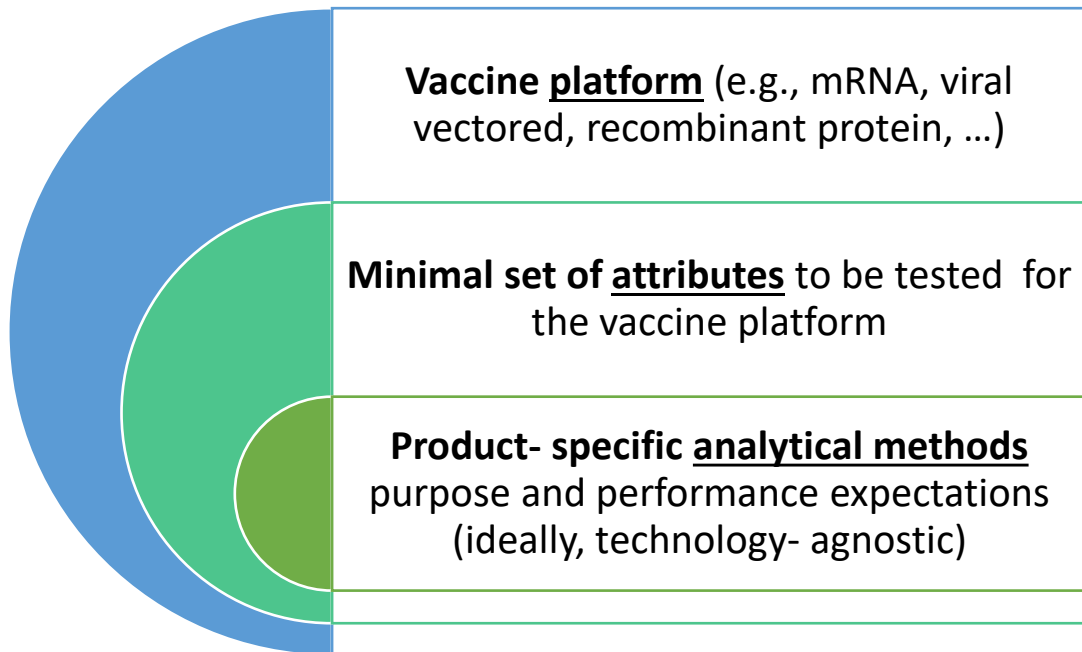 Vaccine platform (e.g., mRNA, viral
vectored, recombinant protein, …)
Minimal set of attributes to be tested  for
the vaccine platform
Product- specific analytical methods
purpose and performance expectations
(ideally, technology- agnostic)